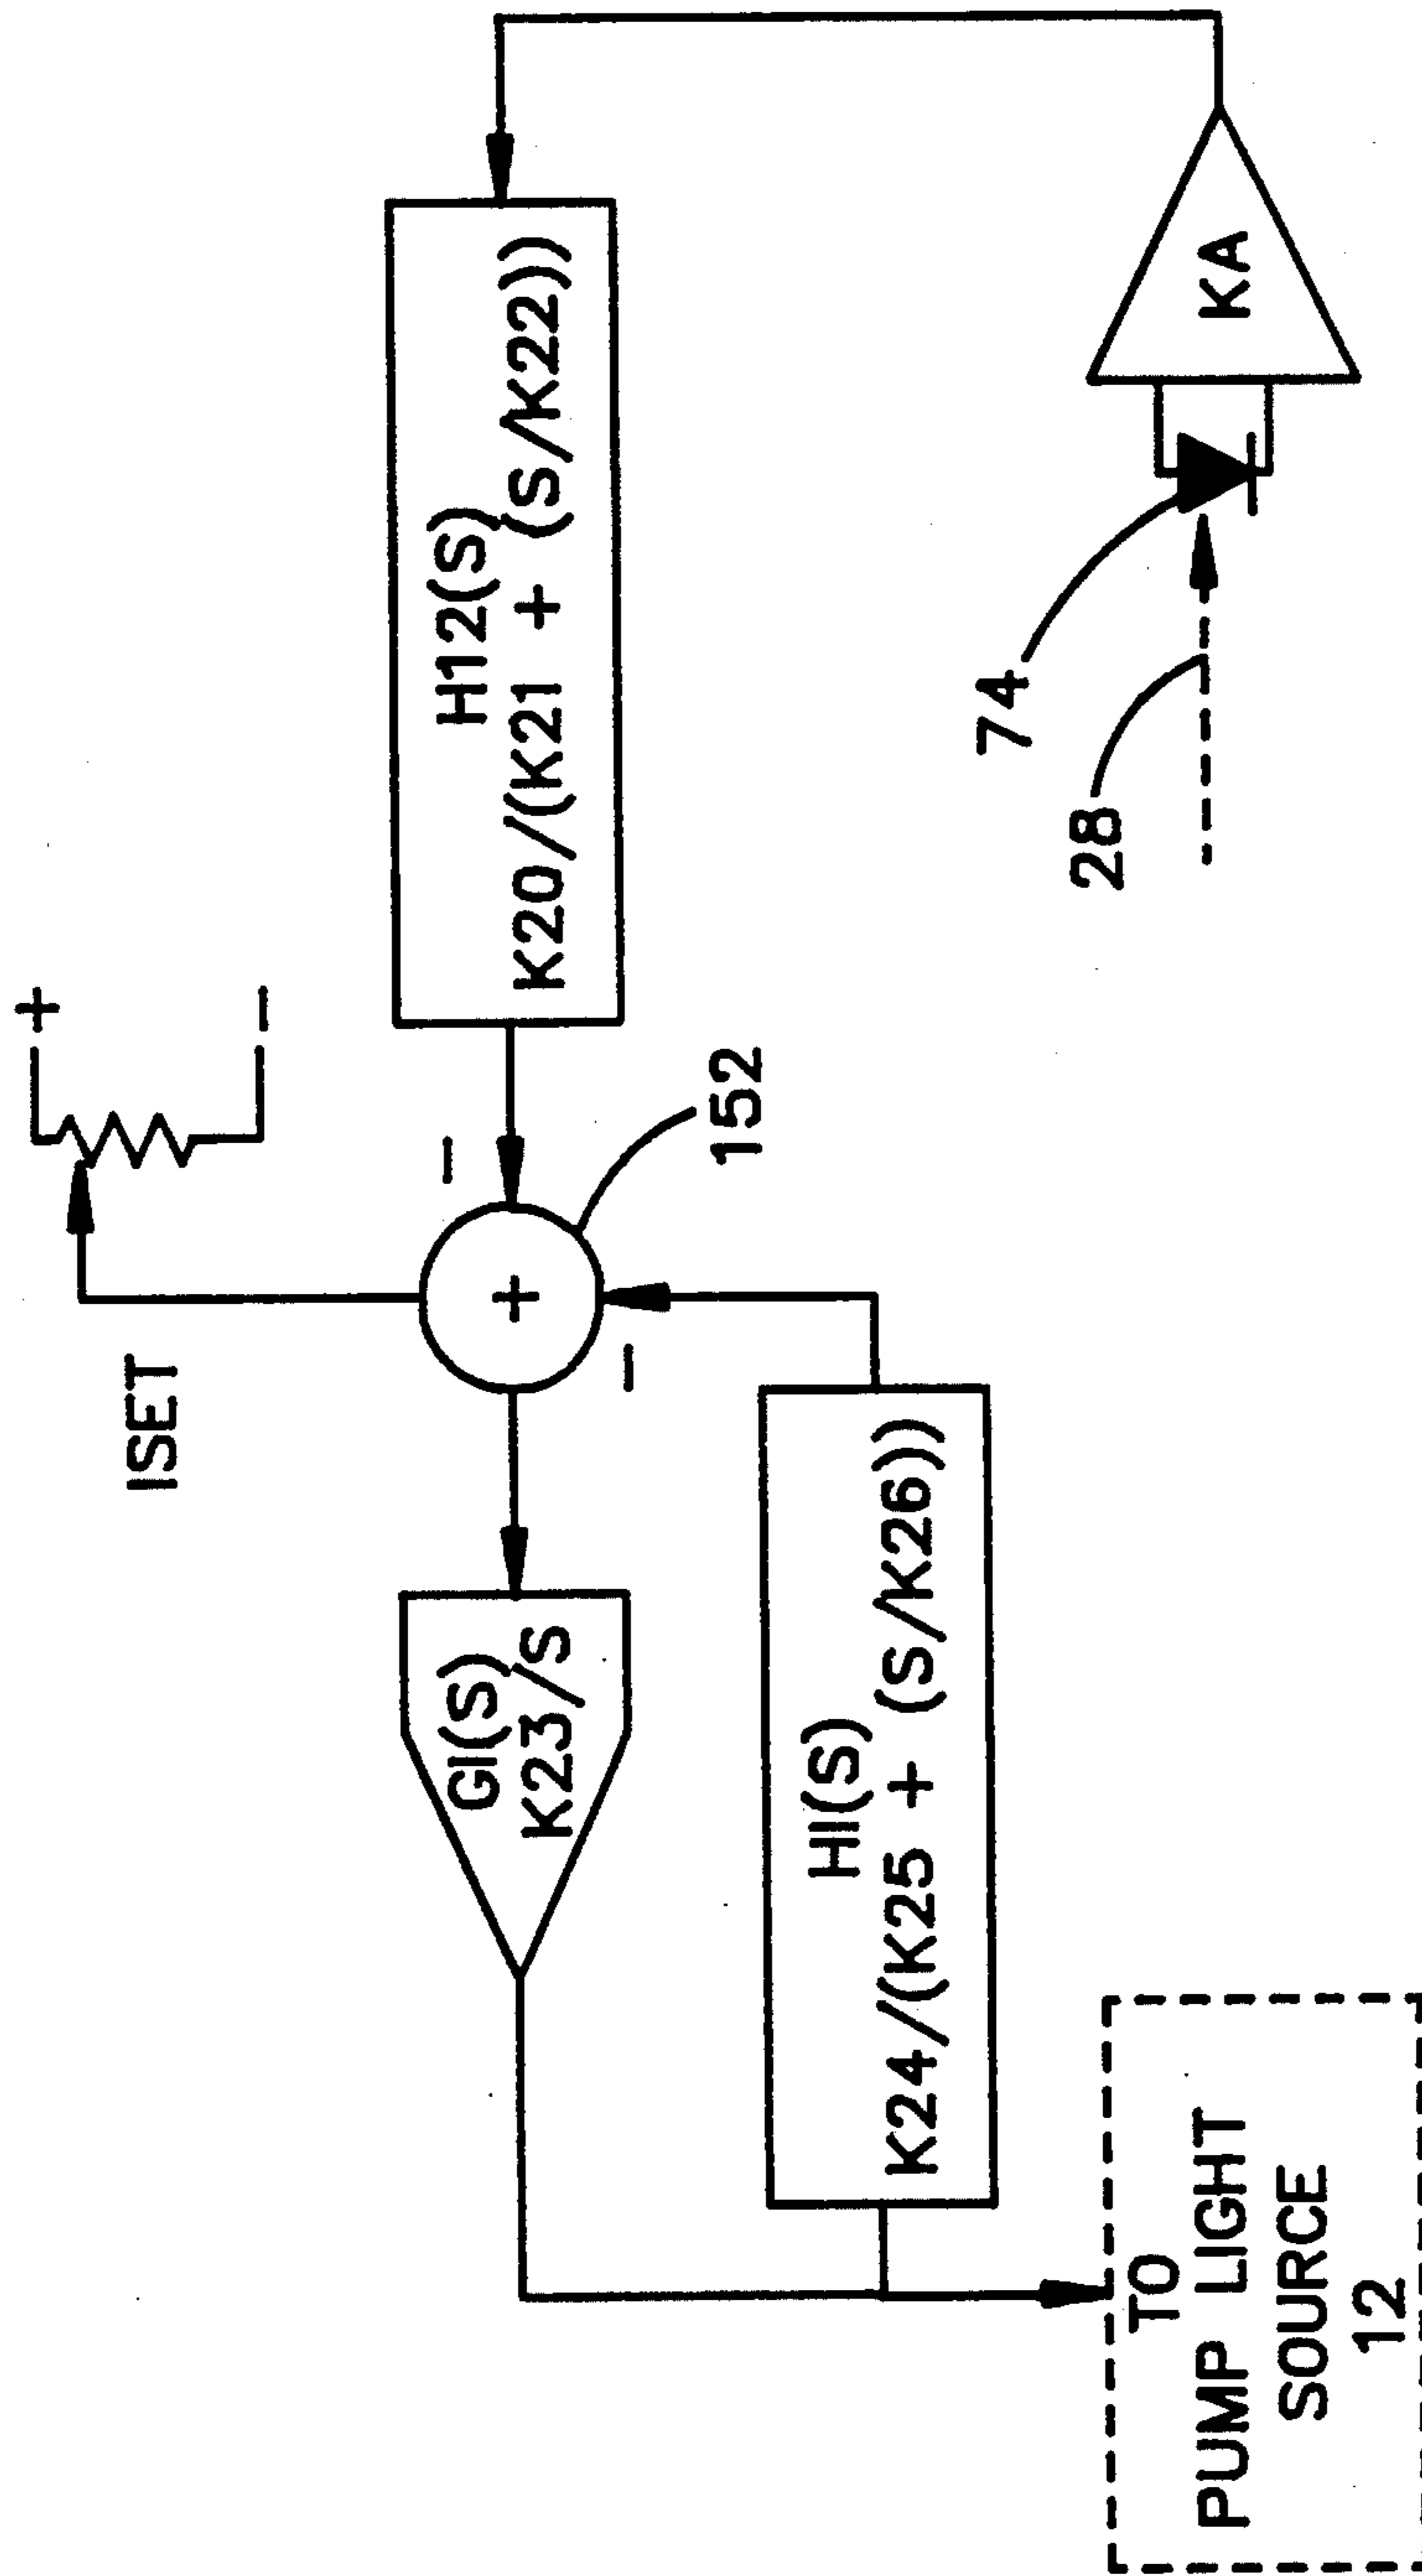 +
-
ISET
-
+
-
152
H12(S)
K20/(K21 + (S/K22))
GI(S)
K23/S
HI(S)
K24/(K25 + (S/K26))
TO
PUMP LIGHT
SOURCE
12
74
28
KA